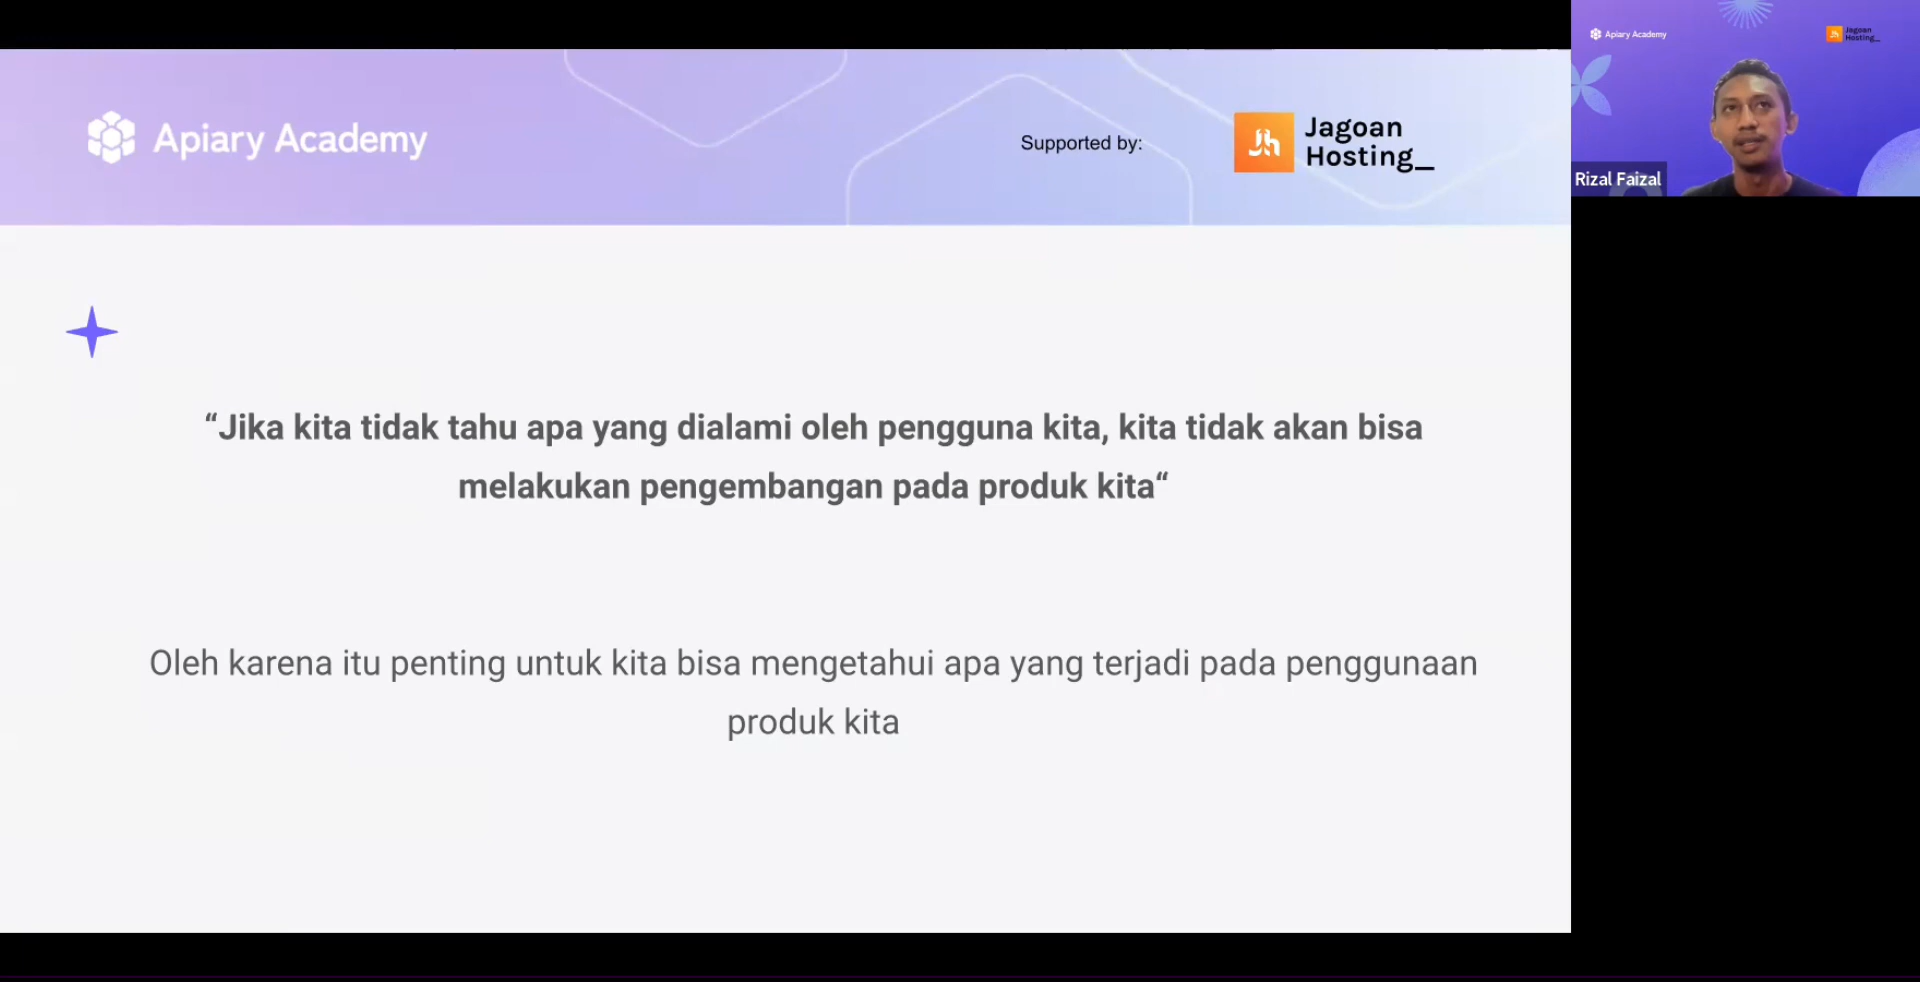 Apiary Academy
Supported by:
Jagoan
Hosting_
“Jika kita tidak tahu apa yang dialami oleh pengguna kita, kita tidak akan bisa
melakukan pengembangan pada produk kita“
Oleh karena itu penting untuk kita bisa mengetahui apa yang terjadi pada penggunaan
produk kita
Apiary Academy
Jagoan
Hosting_
Rizal Faizal